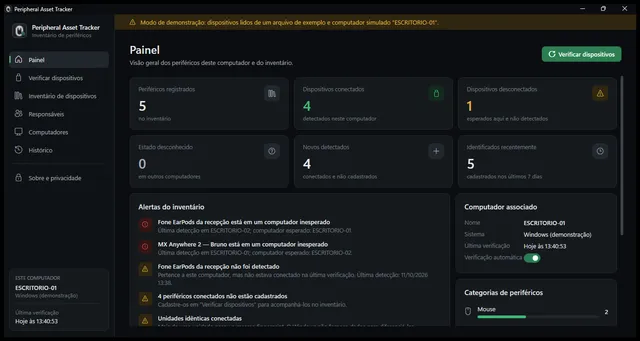 Peripheral Asset Tracker
Modo de demonstração: dispositivos lidos de um arquivo de exemplo e computador simulado "ESCRITORIO-01".
Peripheral Asset Tracker
Inventário de periféricos
Painel
Verificar dispositivos
Inventário de dispositivos
Responsáveis
Computadores
Histórico
Sobre e privacidade
ESTE COMPUTADOR
ESCRITORIO-01
Windows (demonstração)
Última verificação:
Hoje às 13:40:53
Painel
Visão geral dos periféricos deste computador e do inventário.
Verificar dispositivos
Periféricos registrados
5
no inventário
Dispositivos conectados
4
detectados neste computador
Dispositivos desconectados
1
esperados aqui e não detectados
Estado desconhecido
0
em outros computadores
Novos detectados
4
conectados e não cadastrados
Identificados recentemente
5
cadastrados nos últimos 7 dias
Alertas do inventário
Fone EarPods da recepção está em um computador inesperado
Última detecção em ESCRITORIO-02; computador esperado: ESCRITORIO-01
MX Anywhere 2 — Bruno está em um computador inesperado
Última detecção em ESCRITORIO-01; computador esperado: ESCRITORIO-02
Fone EarPods da recepção não foi detectado
Pertence a este computador, mas não estava conectado na última verificação. Última detecção: 11/10/2026
13:36.
4 periféricos conectados não estão cadastrados
Cadastre-os em "Verificar dispositivos" para acompanhá-los no inventário.
Unidades idênticas conectadas
Computador associado
Nome ESCRITORIO-01
Sistema Windows (demonstração)
Última verificação Hoje às 13:40:53
Verificação automática
Categorias de periféricos
Mouse
2